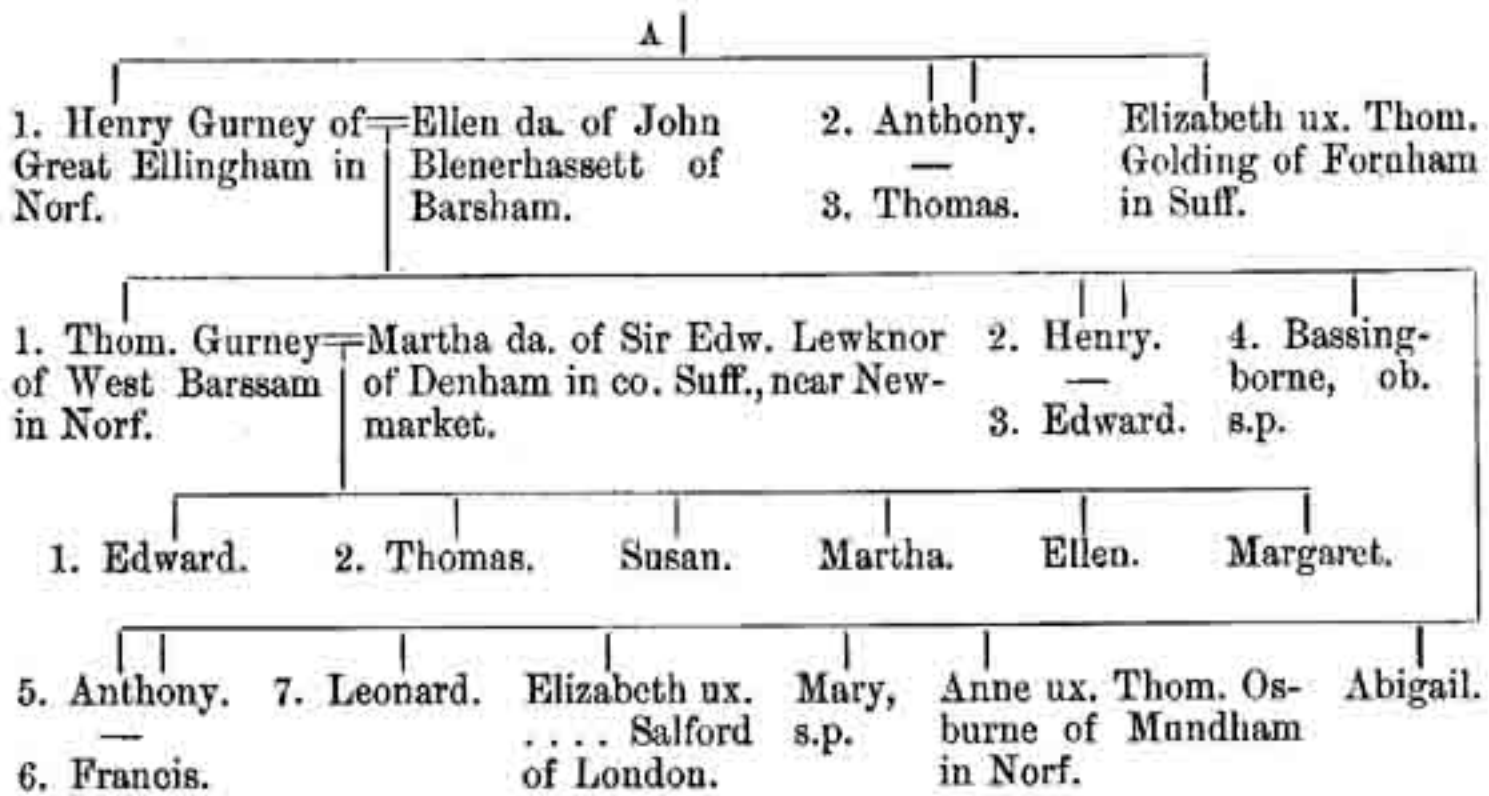 A
1. Henry Gurney of
Great Ellingham in
Norf.
Ellen da. of John
Blenerhassett of
Barsham.
2. Anthony.
—
3. Thomas.
Elizabeth ux. Thom.
Golding of Fornham
in Suff.
1. Thom. Gurney
of West Barssam
in Norf.
Martha da. of Sir Edw. Lewknor
of Denham in co. Suff., near New-
market.
2. Henry.
—
3. Edward.
4. Bassing-
borne, ob.
s.p.
1. Edward.
2. Thomas.
Susan.
Martha.
Ellen.
Margaret.
5. Anthony.
—
6. Francis.
7. Leonard.
Elizabeth ux.
.... Salford
of London.
Mary,
s.p.
Anne ux. Thom. Os-
burne of Mundham
in Norf.
Abigail.